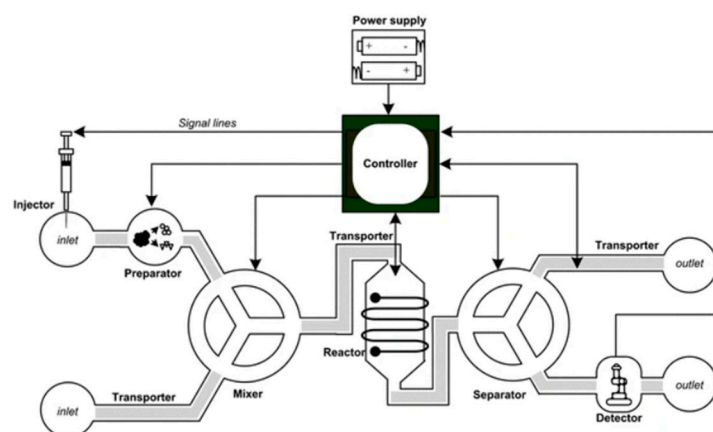 Power supply
+ -
- +
Signal lines
Controller
Injector
inlet
Preparator
Transporter
Transporter
outlet
Reactor
inlet
Transporter
Mixer
Separator
Detector
outlet